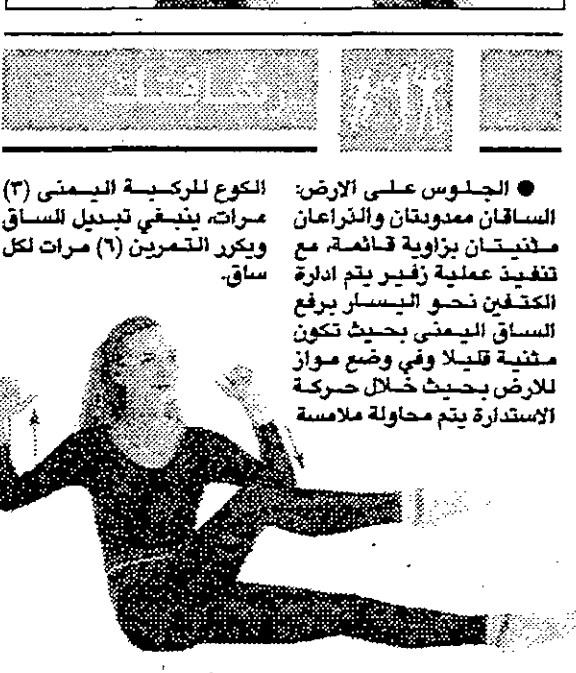 رشاقتك
● الجلوس على الارض:
الساقان ممدودتان والذراعان
مثنيتان بزاوية قائمة، مع
تنفيذ عملية زفير يتم ادارة
الكتفين نحو اليسار برفع
الساق اليمنى بحيث تكون
مثنية قليلا وفي وضع مواز
للارض بحيث خلال حركة
الاستدارة يتم محاولة ملامسة
الكوع للركبة اليمنى (٣)
مرات، ينبغي تبديل الساق
ويكرر التمرين (٦) مرات لكل
ساق.